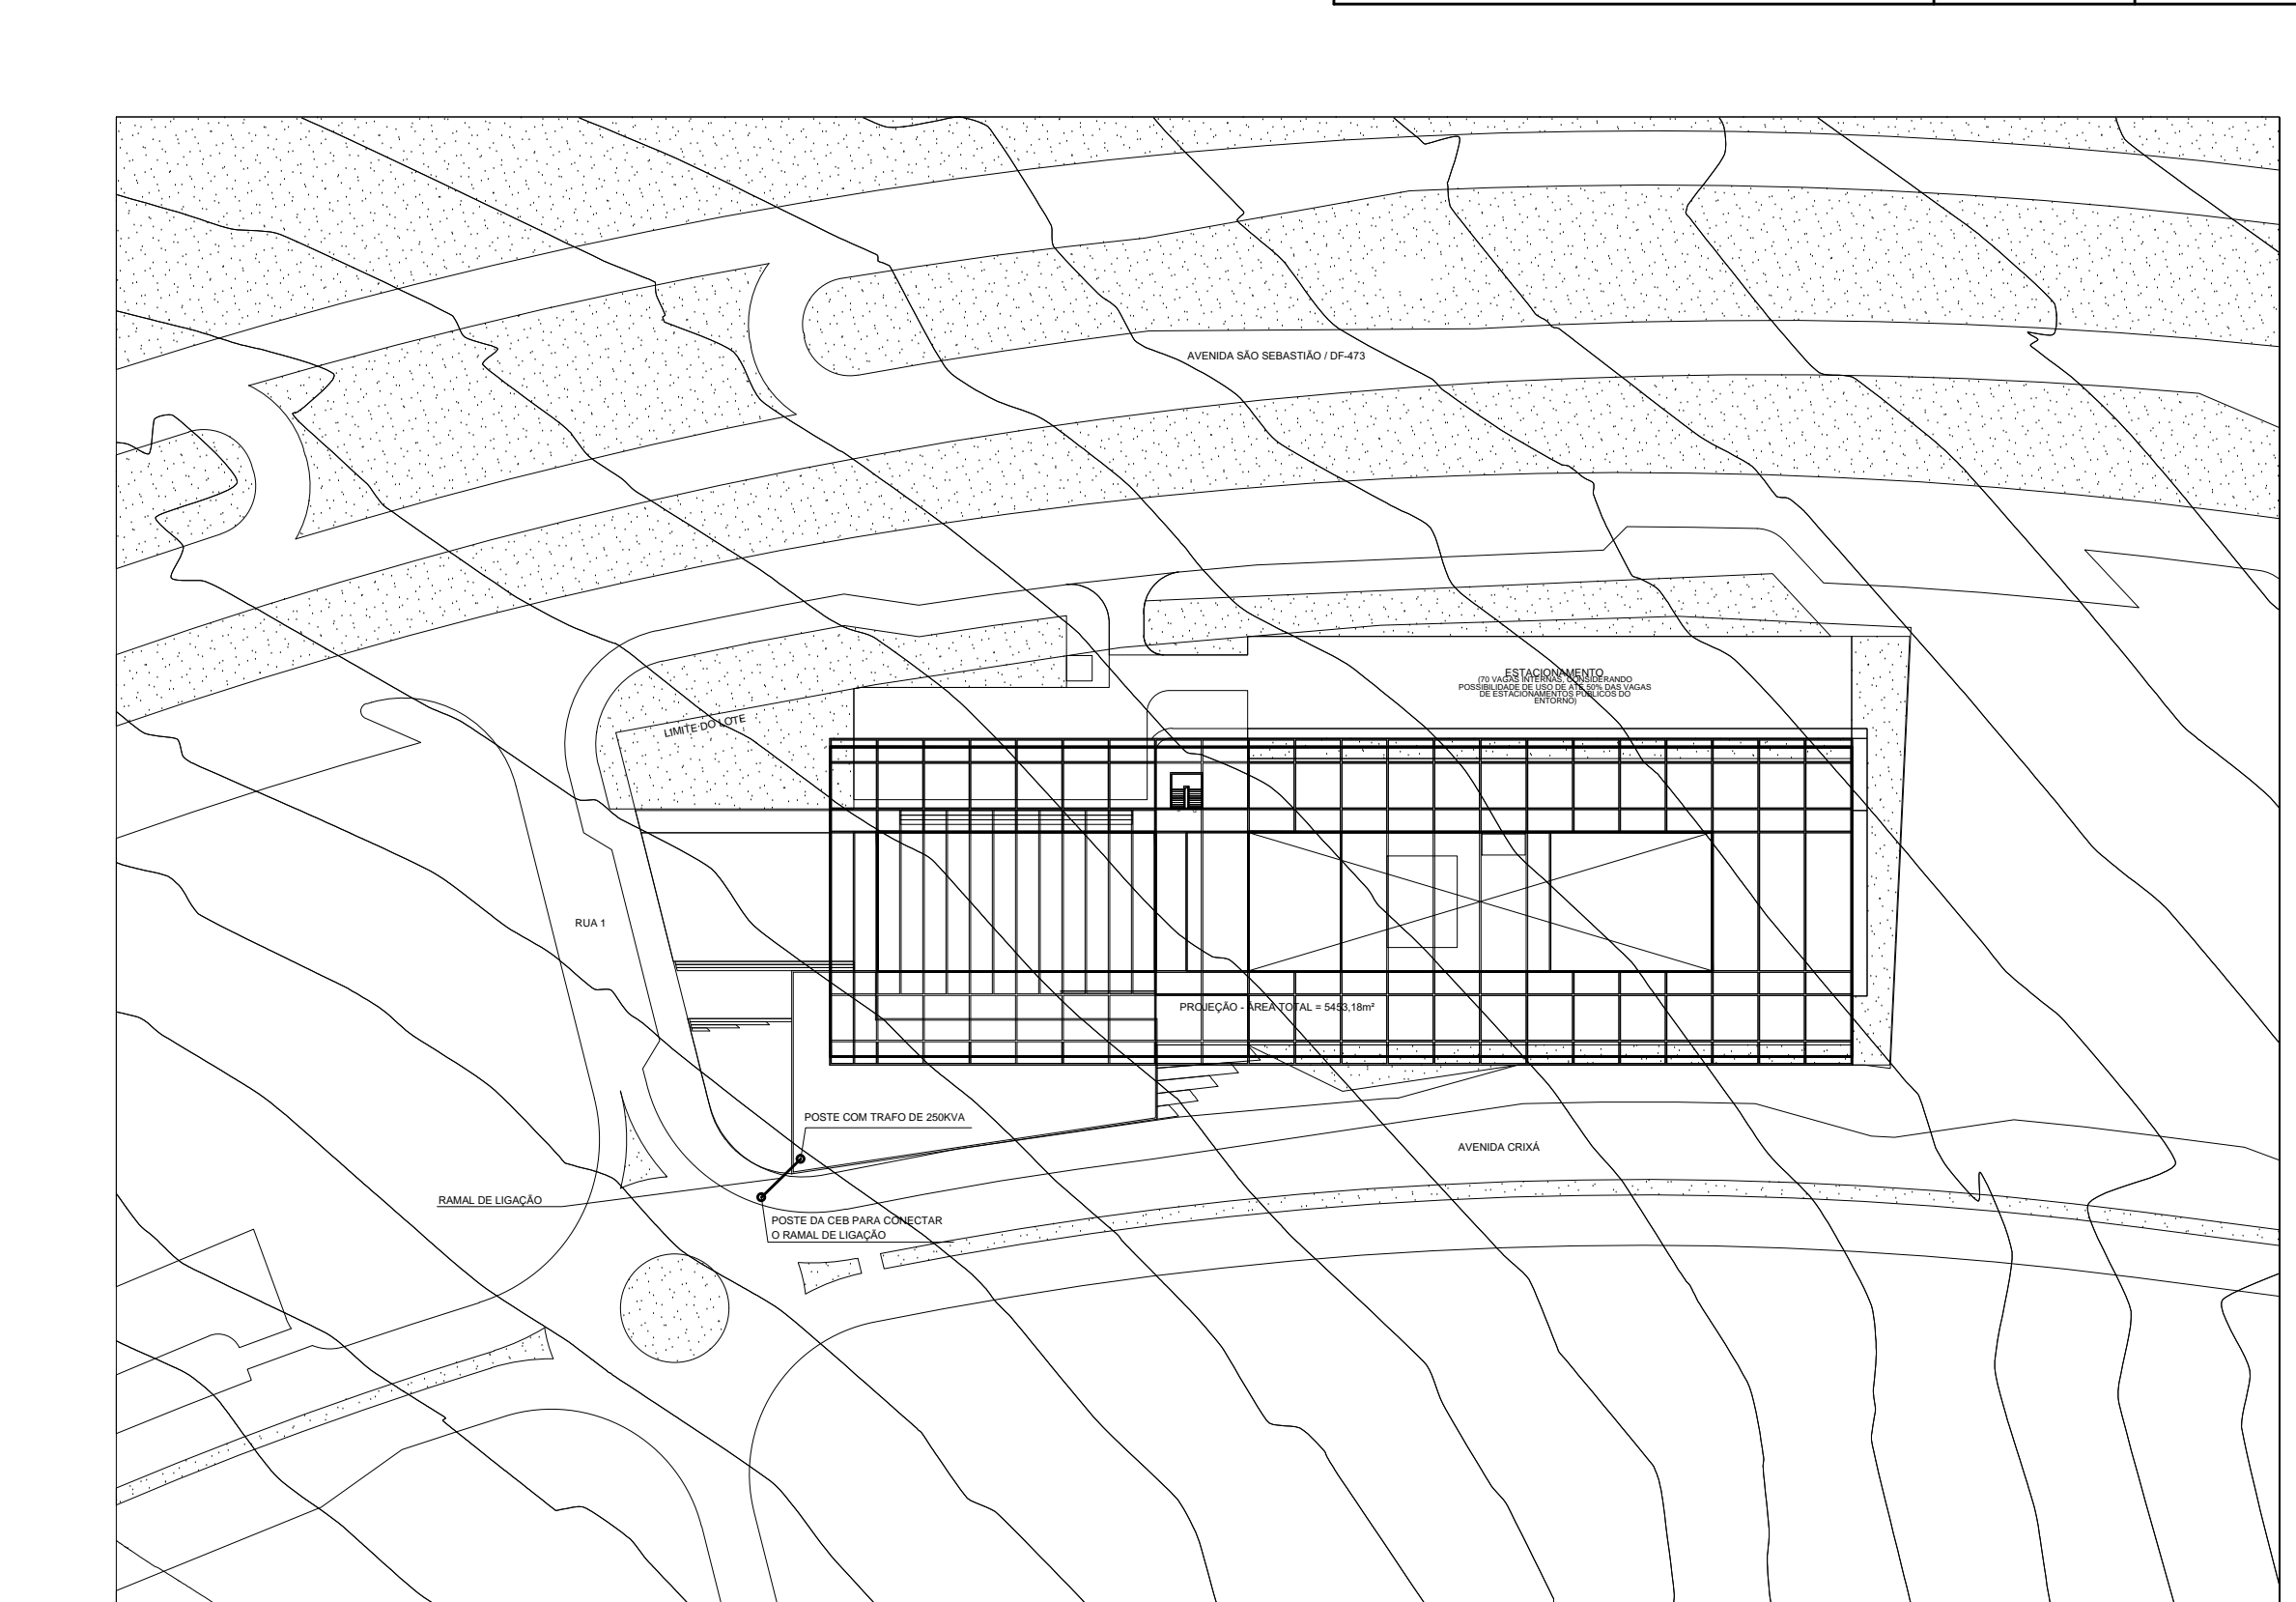 AVENIDA SÃO SEBASTIÃO / DF-473
ESTACIONAMENTO
(70 VAGAS INTERNAS, CONSIDERANDO
POSSIBILIDADE DE USO DE ATÉ 50% DAS VAGAS
DE ESTACIONAMENTOS PÚBLICOS DO
ENTORNO)
LIMITE DO LOTE
RUA 1
PROJEÇÃO - ÁREA TOTAL = 5453,18m²
POSTE COM TRAFO DE 250KVA
AVENIDA CRIXÁ
RAMAL DE LIGAÇÃO
POSTE DA CEB PARA CONECTAR
O RAMAL DE LIGAÇÃO